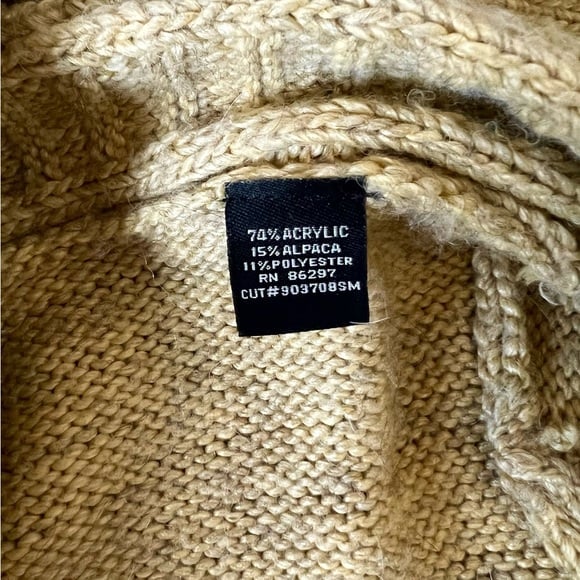 74% ACRYLIC
15% ALPACA
11% POLYESTER
RN 86297
CUT#903708SM